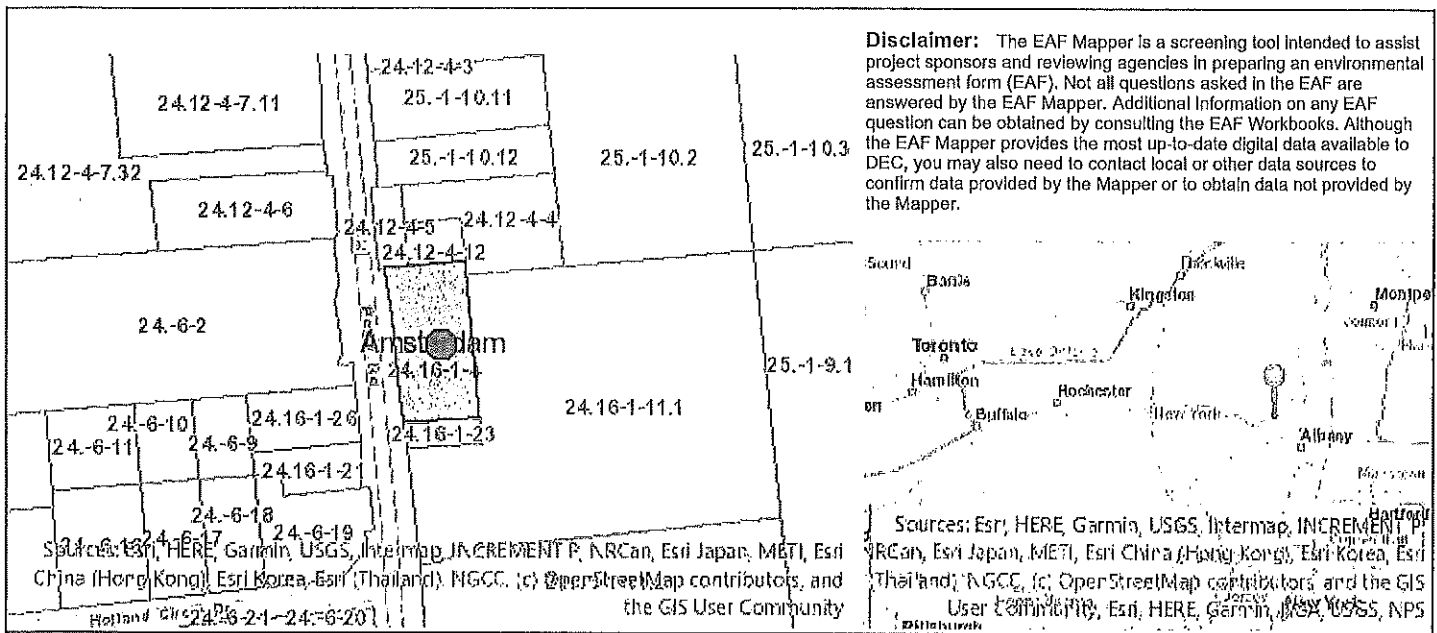 24.-12-4-3
24.12-4-7.11
25.-1-10.11
25.-1-10.12
25.-1-10.2
25.-1-10.3
24.12-4-7.32
24.12-4-6
24.12-4-5
24.12-4-4
24.12-4-12
24.-6-2
Amsterdam
24.16-1-4
25.-1-9.1
24.16-1-11.1
24.-6-10
24.16-1-26
24.-6-11
24.-6-9
24.16-1-23
24.16-1-21
24.-6-18
24.-6-17
24.-6-19
Sources: Esri, HERE, Garmin, USGS, Intermap, INCREMENT P, NRCan, Esri Japan, METI, Esri
China (Hong Kong), Esri Korea, Esri (Thailand), NGCC, (c) OpenStreetMap contributors, and
the GIS User Community
24.-6-20
Disclaimer: The EAF Mapper is a screening tool intended to assist
project sponsors and reviewing agencies in preparing an environmental
assessment form (EAF). Not all questions asked in the EAF are
answered by the EAF Mapper. Additional Information on any EAF
question can be obtained by consulting the EAF Workbooks. Although
the EAF Mapper provides the most up-to-date digital data available to
DEC, you may also need to contact local or other data sources to
confirm data provided by the Mapper or to obtain data not provided by
the Mapper.
Sound
Kingston
Toronto
Hamilton
Rochester
Buffalo
New York
Albany
Hartford
Sources: Esri, HERE, Garmin, USGS, Intermap, INCREMENT P,
NRCan, Esri Japan, METI, Esri China (Hong Kong), Esri Korea, Esri
(Thailand), NGCC, (c) OpenStreetMap contributors, and the GIS
User Community, Esri, HERE, Garmin, USGS, NPS